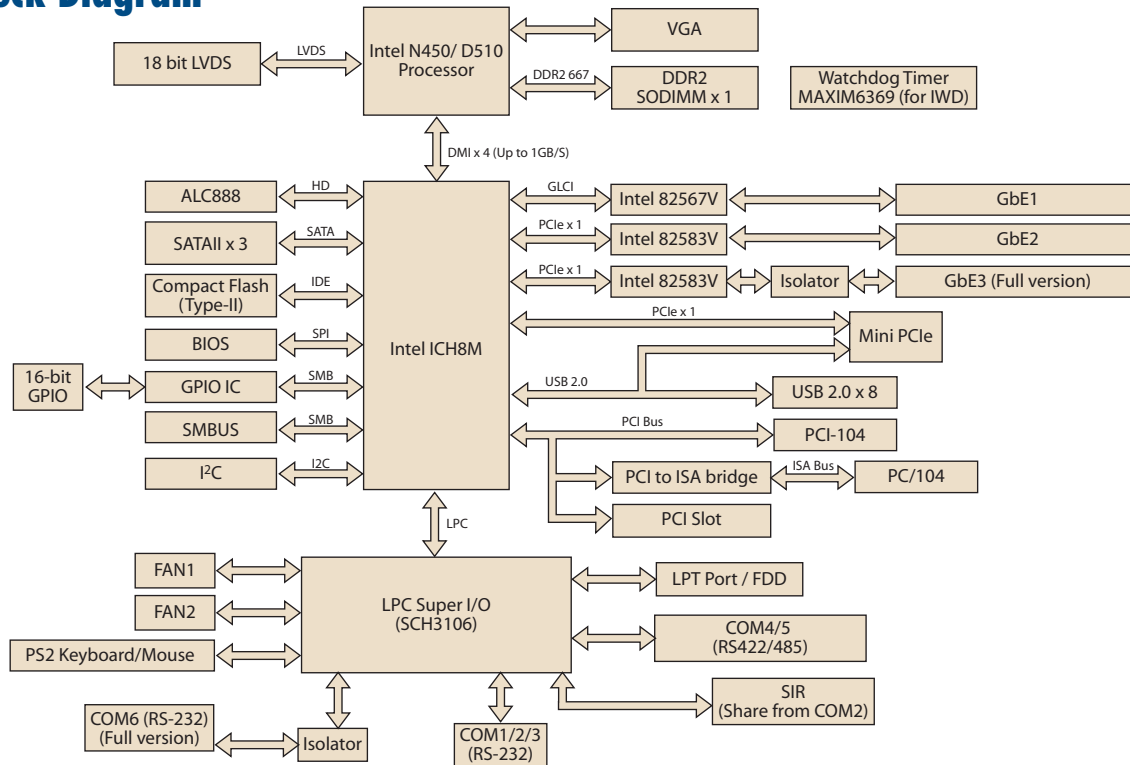 Diagram
18 bit LVDS
LVDS
Intel N450/ D510
Processor
VGA
DDR2 667
DDR2
SODIMM x 1
Watchdog Timer
MAXIM6369 (for IWD)
DMI x 4 (Up to 1GB/S)
ALC888
HD
SATAII x 3
SATA
Compact Flash
(Type-II)
IDE
BIOS
SPI
16-bit
GPIO
GPIO IC
SMB
SMBUS
SMB
I²C
I2C
Intel ICH8M
GLCI
Intel 82567V
GbE1
PCIe x 1
Intel 82583V
GbE2
PCIe x 1
Intel 82583V
Isolator
GbE3 (Full version)
PCIe x 1
Mini PCIe
USB 2.0
USB 2.0 x 8
PCI Bus
PCI-104
PCI to ISA bridge
ISA Bus
PC/104
PCI Slot
LPC
FAN1
FAN2
PS2 Keyboard/Mouse
LPC Super I/O
(SCH3106)
LPT Port / FDD
COM4/5
(RS422/485)
SIR
(Share from COM2)
COM6 (RS-232)
(Full version)
Isolator
COM1/2/3
(RS-232)